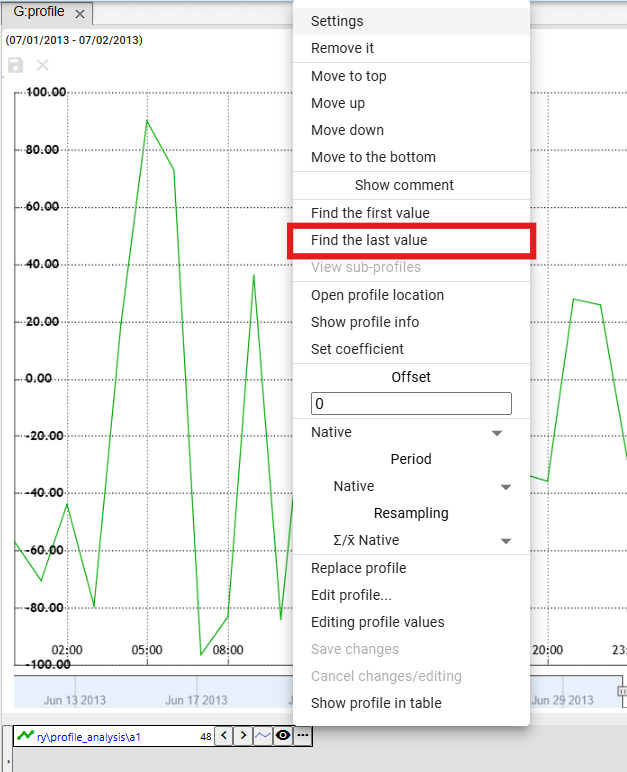 G:profile
(07/01/2013 - 07/02/2013)
100.00
80.00
60.00
40.00
20.00
0.00
-20.00
-40.00
-60.00
-80.00
-100.00
02:00 05:00 08:00 20:00 23:
Jun 13 2013 Jun 17 2013 Jun 29 2013
ry\profile_analysis\a1 48
Settings
Remove it
Move to top
Move up
Move down
Move to the bottom
Show comment
Find the first value
Find the last value
View sub-profiles
Open profile location
Show profile info
Set coefficient
Offset
0
Native
Period
Native
Resampling
Σ/x̄ Native
Replace profile
Edit profile...
Editing profile values
Save changes
Cancel changes/editing
Show profile in table